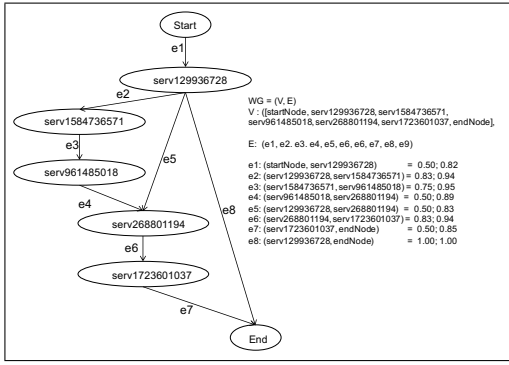 Start
e1
serv129936728
e2
serv1584736571
e3
e5
serv961485018
e4
e8
serv268801194
e6
serv1723601037
e7
End
WG = (V, E)
V : ([startNode, serv129936728, serv1584736571,
serv961485018, serv268801194, serv1723601037, endNode],
E: (e1, e2. e3. e4, e5, e6, e6, e7, e8, e9)
e1: (startNode, serv129936728) = 0.50; 0.82
e2: (serv129936728, serv1584736571) = 0.83; 0.94
e3: (serv1584736571, serv961485018) = 0.75; 0.95
e4: (serv961485018, serv268801194) = 0.50; 0.89
e5: (serv129936728, serv268801194) = 0.50; 0.83
e6: (serv268801194, serv1723601037) = 0.83; 0.94
e7: (serv1723601037, endNode) = 0.50; 0.85
e8: (serv129936728, endNode) = 1.00; 1.00